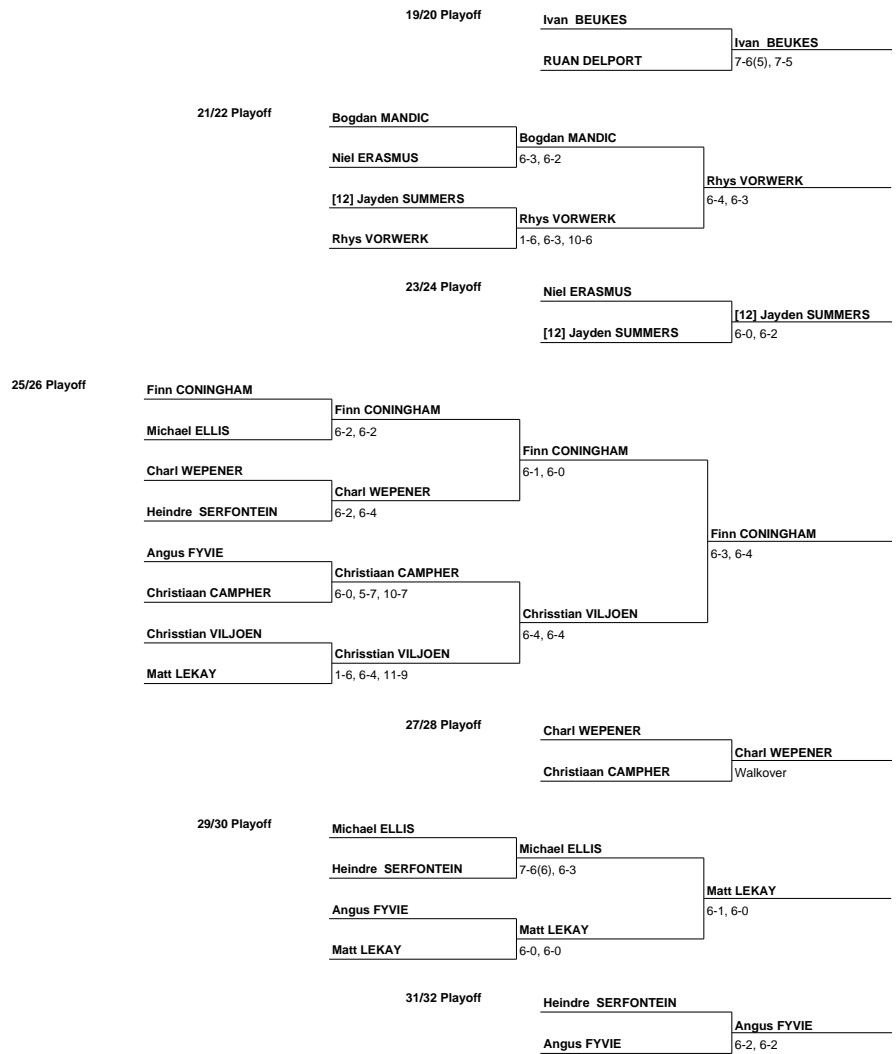 19/20 Playoff
Ivan BEUKES
Ivan BEUKES
RUAN DELPORT
7-6(5), 7-5
21/22 Playoff
Bogdan MANDIC
Bogdan MANDIC
Niel ERASMUS
6-3, 6-2
Rhys VORWERK
[12] Jayden SUMMERS
6-4, 6-3
Rhys VORWERK
Rhys VORWERK
1-6, 6-3, 10-6
23/24 Playoff
Niel ERASMUS
[12] Jayden SUMMERS
[12] Jayden SUMMERS
6-0, 6-2
25/26 Playoff
Finn CONINGHAM
Finn CONINGHAM
Michael ELLIS
6-2, 6-2
Finn CONINGHAM
Charl WEPENER
6-1, 6-0
Charl WEPENER
Heindre SERFONTEIN
6-2, 6-4
Finn CONINGHAM
Angus FYVIE
6-3, 6-4
Christiaan CAMPHER
Christiaan CAMPHER
6-0, 5-7, 10-7
Chrisstian VILJOEN
Chrisstian VILJOEN
6-4, 6-4
Chrisstian VILJOEN
Matt LEKAY
1-6, 6-4, 11-9
27/28 Playoff
Charl WEPENER
Charl WEPENER
Christiaan CAMPHER
Walkover
29/30 Playoff
Michael ELLIS
Michael ELLIS
Heindre SERFONTEIN
7-6(6), 6-3
Matt LEKAY
Angus FYVIE
6-1, 6-0
Matt LEKAY
Matt LEKAY
6-0, 6-0
31/32 Playoff
Heindre SERFONTEIN
Angus FYVIE
Angus FYVIE
6-2, 6-2